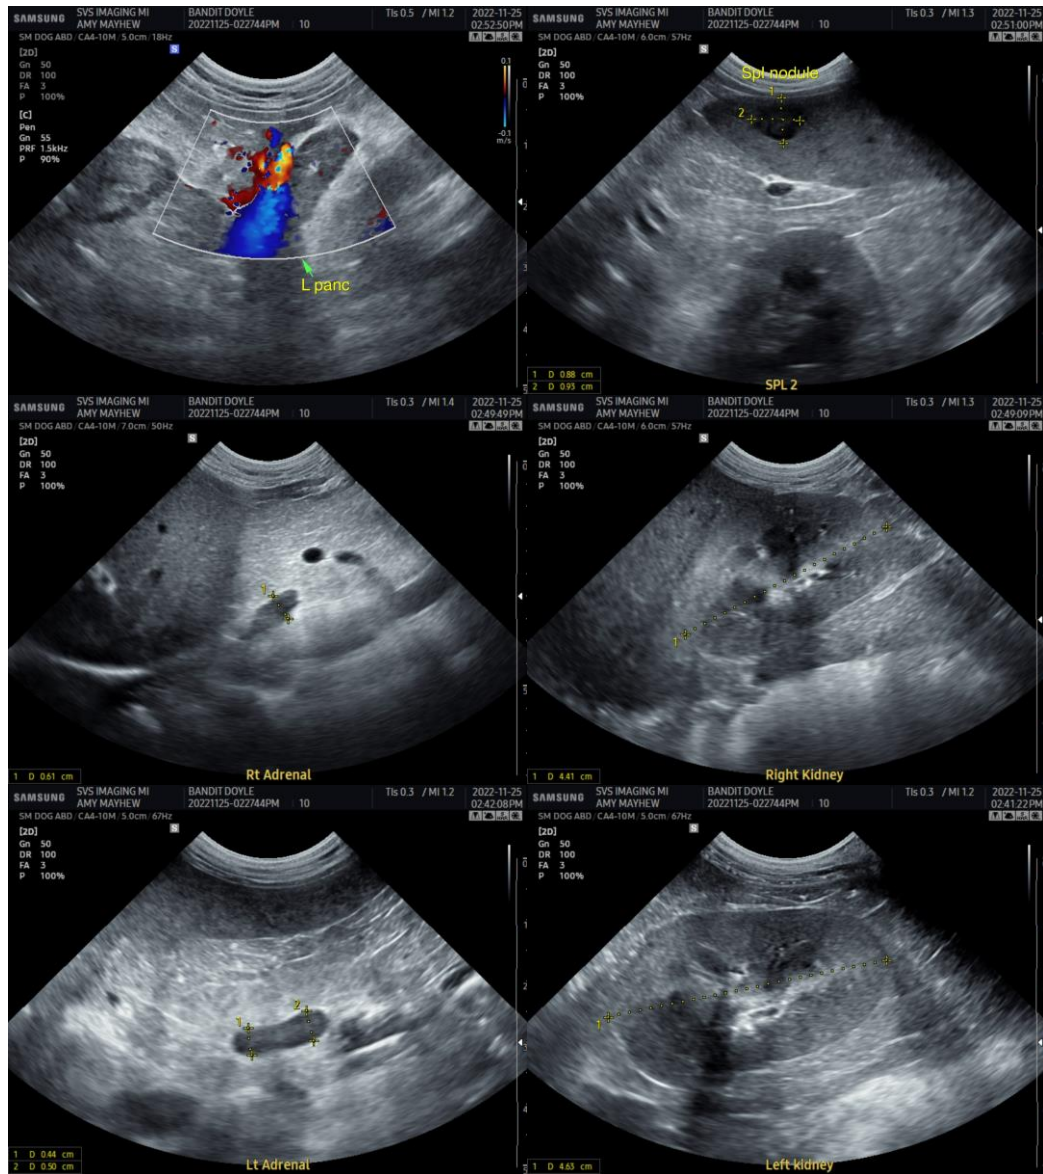 SAMSUNG SVS IMAGING MI BANDIT DOYLE TIs 0.5 / MI 1.2 2022-11-25
AMY MAYHEW 20221125-022744PM 10 02:52:50PM
SM DOG ABD / CA4-10M / 5.0cm / 18Hz
[2D]
Gn 50
DR 100
FA 3
P 100%
[C]
Pen
Gn 55
PRF 1.5kHz
P 90%
S
0.1
-0.1
m/s
1
2
3
4
L panc
SAMSUNG SVS IMAGING MI BANDIT DOYLE TIs 0.3 / MI 1.3 2022-11-25
AMY MAYHEW 20221125-022744PM 10 02:51:00PM
SM DOG ABD / CA4-10M / 6.0cm / 57Hz
[2D]
Gn 50
DR 100
FA 3
P 100%
S
Spl nodule
1
2
1 D 0.88 cm
2 D 0.93 cm
SPL 2
SAMSUNG SVS IMAGING MI BANDIT DOYLE TIs 0.3 / MI 1.4 2022-11-25
AMY MAYHEW 20221125-022744PM 10 02:49:49PM
SM DOG ABD / CA4-10M / 7.0cm / 50Hz
[2D]
Gn 50
DR 100
FA 3
P 100%
S
1
1 D 0.61 cm
Rt Adrenal
SAMSUNG SVS IMAGING MI BANDIT DOYLE TIs 0.3 / MI 1.3 2022-11-25
AMY MAYHEW 20221125-022744PM 10 02:49:09PM
SM DOG ABD / CA4-10M / 6.0cm / 57Hz
[2D]
Gn 50
DR 100
FA 3
P 100%
S
1
1 D 4.41 cm
Right Kidney
SAMSUNG SVS IMAGING MI BANDIT DOYLE TIs 0.3 / MI 1.2 2022-11-25
AMY MAYHEW 20221125-022744PM 10 02:42:08PM
SM DOG ABD / CA4-10M / 5.0cm / 67Hz
[2D]
Gn 50
DR 100
FA 3
P 100%
S
1
2
1 D 0.44 cm
2 D 0.50 cm
Lt Adrenal
SAMSUNG SVS IMAGING MI BANDIT DOYLE TIs 0.3 / MI 1.2 2022-11-25
AMY MAYHEW 20221125-022744PM 10 02:41:22PM
SM DOG ABD / CA4-10M / 5.0cm / 67Hz
[2D]
Gn 50
DR 100
FA 3
P 100%
S
1
1 D 4.63 cm
Left kidney